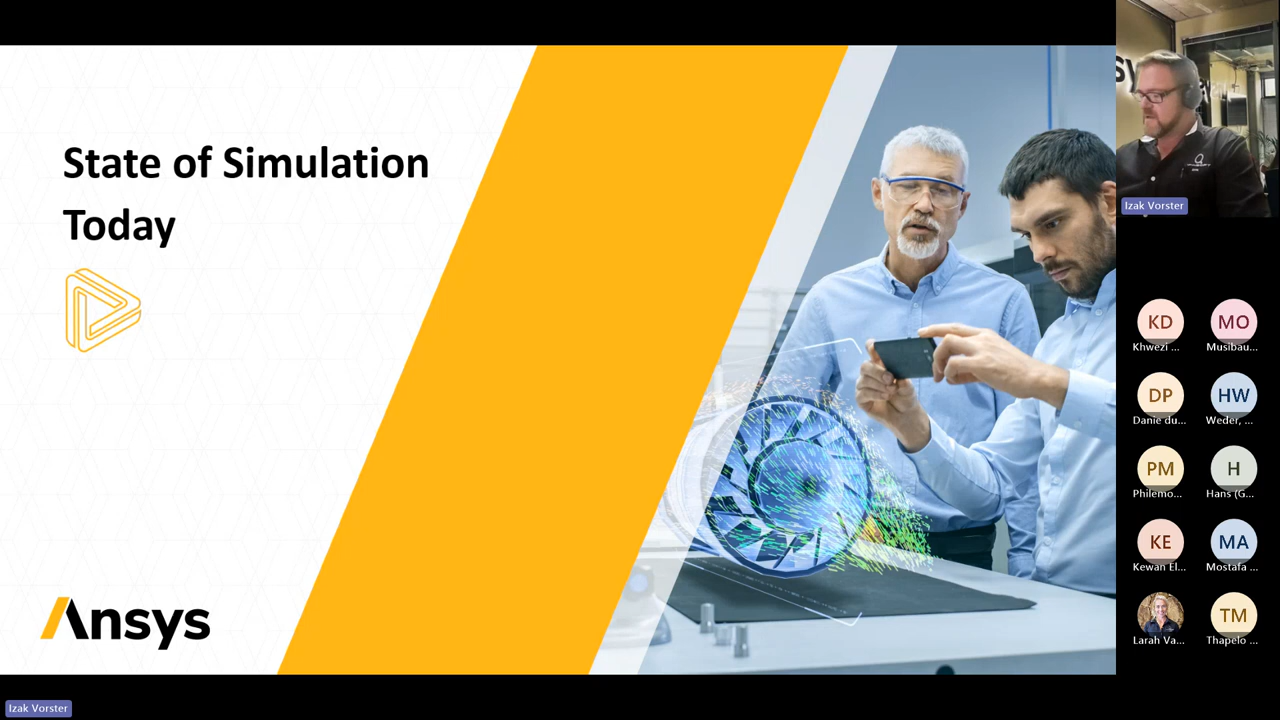 State of Simulation
Today
Ansys
Izak Vorster
KD
Khwezi ...
MO
Musibau...
DP
Danie du...
HW
Weder, ...
PM
Philemo...
H
Hans (G...
KE
Kewan El...
MA
Mostafa ...
Larah Va...
TM
Thapelo ...
Izak Vorster